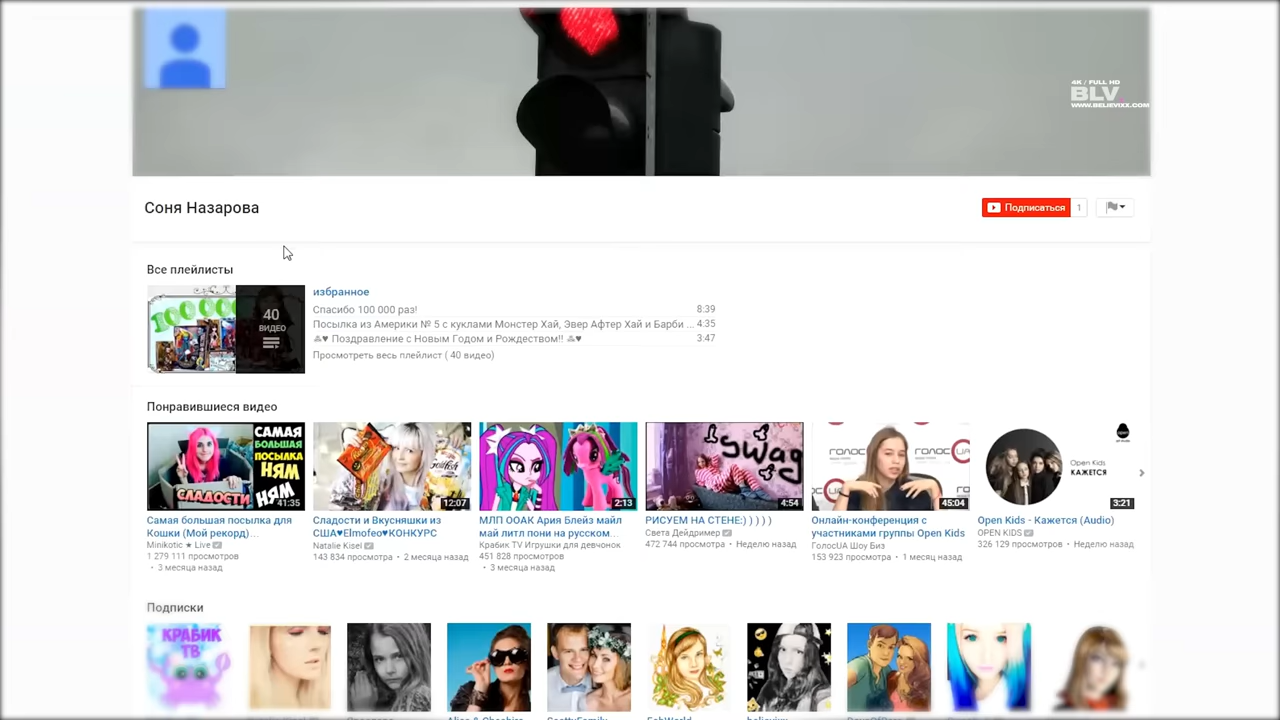 4K / FULL HD
BLV
WWW.BELIEVIXX.COM
Соня Назарова
Подписаться 1
Все плейлисты
100 000
40
ВИДЕО
избранное
Спасибо 100 000 раз! 8:39
Посылка из Америки № 5 с куклами Монстер Хай, Эвер Афтер Хай и Барби ... 4:35
♥ Поздравление с Новым Годом и Рождеством!! ♥ 3:47
Просмотреть весь плейлист ( 40 видео)
Понравившиеся видео
САМАЯ
БОЛЬШАЯ
ПОСЫЛКА
НЯМ
СЛАДОСТИ
НЯМ
41:35
12:07
2:13
I swag
4:54
ГОЛОС UA
45:04
Open Kids
КАЖЕТСЯ
3:21
Самая большая посылка для
Кошки (Мой рекорд)...
Minikotic ★ Live
1 279 111 просмотров
• 3 месяца назад
Сладости и Вкусняшки из
США♥Elmofeo♥КОНКУРС
Natalie Kisel
143 834 просмотра • 2 месяца назад
МЛП ООАК Ария Блейз майл
май литл пони на русском...
Крабик TV Игрушки для девчонок
451 828 просмотров
• 3 месяца назад
РИСУЕМ НА СТЕНЕ:) ) ) ) )
Света Дейдример
472 744 просмотра • Неделю назад
Онлайн-конференция с
участниками группы Open Kids
ГолосUA Шоу Биз
153 923 просмотра • 1 месяц назад
Open Kids - Кажется (Audio)
OPEN KIDS
326 129 просмотров • Неделю назад
Подписки
КРАБИК
ТВ